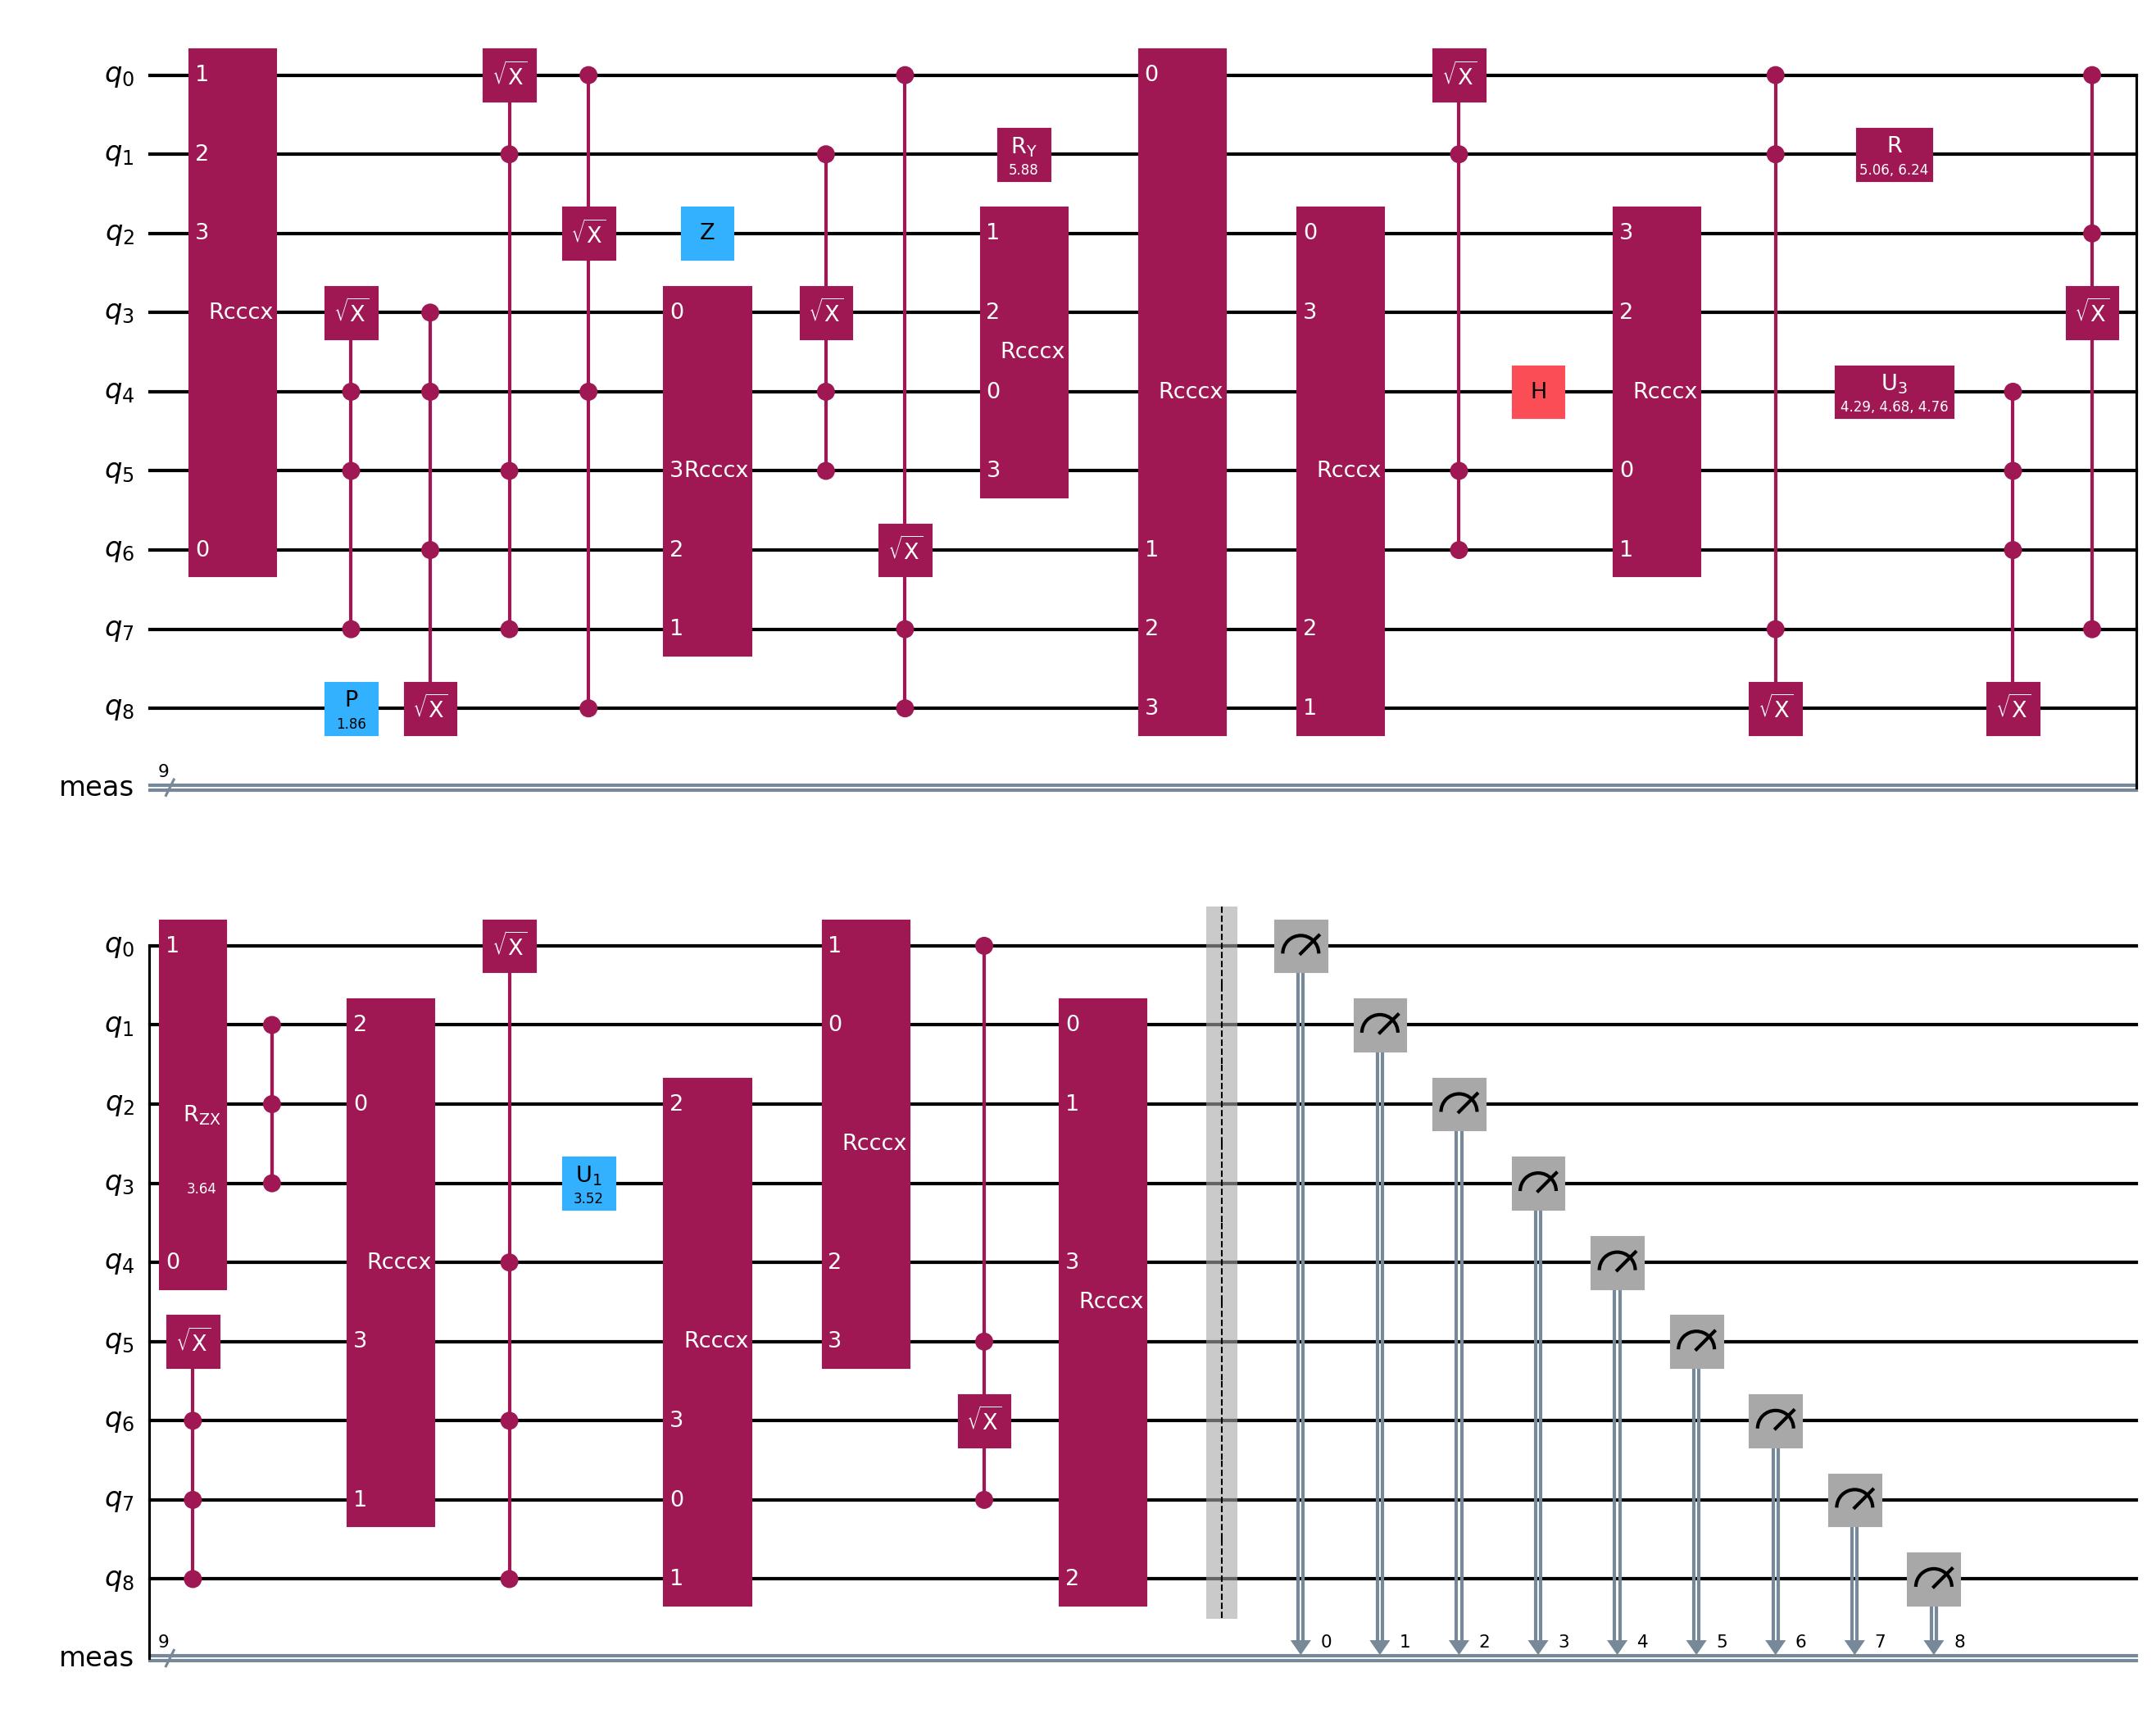 q0 1 √X 0 √X
q1 2 RY 5.88 R 5.06, 6.24
q2 3 √X Z 1 0 3
q3 Rcccx √X 0 √X 2 3 2 √X
Rcccx
q4 0 Rcccx H Rcccx U3 4.29, 4.68, 4.76
q5 3 Rcccx 3 Rcccx 0
q6 0 2 √X 1 1
q7 1 2 2
q8 P 1.86 √X 3 1 √X √X
meas 9
q0 1 √X 1
q1 2 0 0
q2 RZX 0 2 1
Rcccx
q3 3.64 U1 3.52
q4 0 Rcccx 2 3
Rcccx
q5 √X 3 Rcccx 3
q6 3 √X
q7 1 0
q8 1 2
meas 9 0 1 2 3 4 5 6 7 8